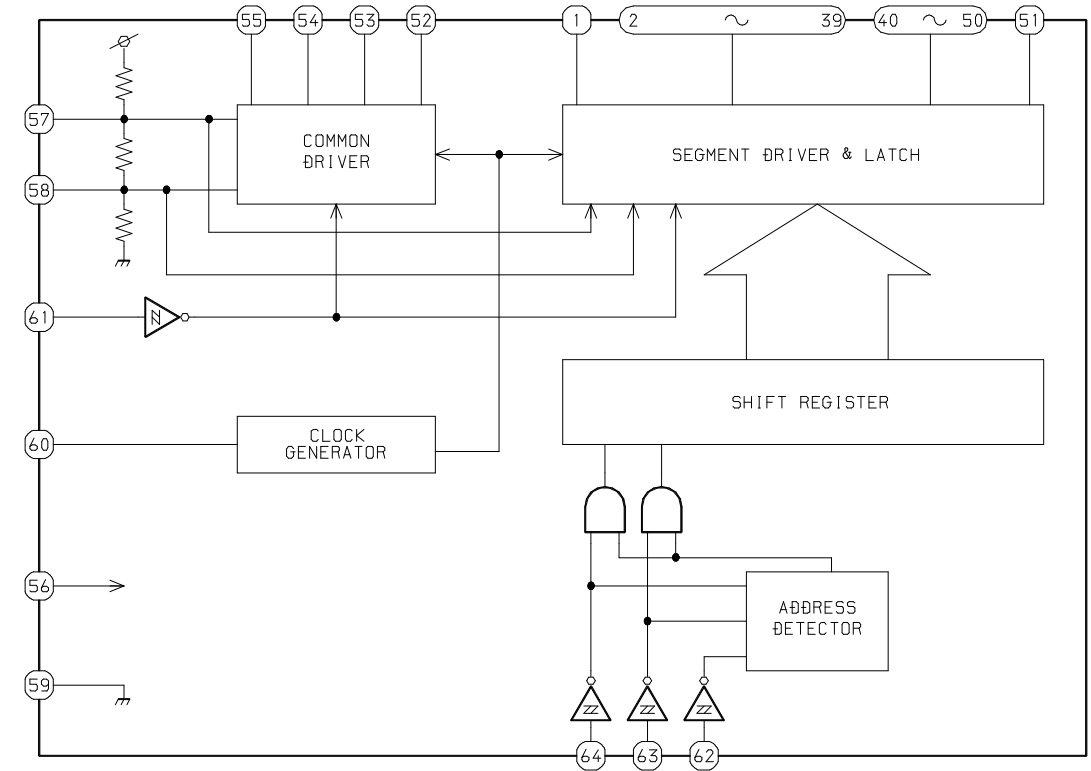 55 54 53 52 1 2 ~ 39 40 ~ 50 51
57
COMMON
DRIVER
SEGMENT DRIVER & LATCH
58
61
SHIFT REGISTER
60
CLOCK
GENERATOR
56
ADDRESS
DETECTOR
59
64 63 62